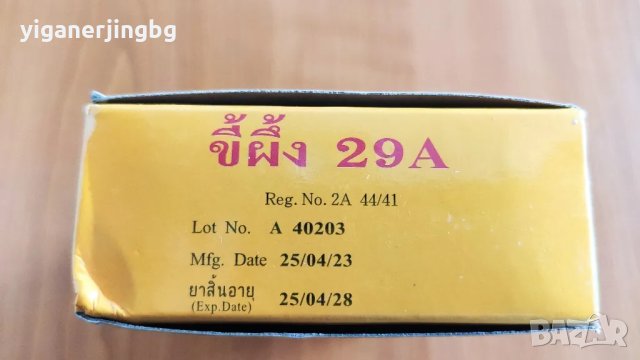 yiganerjingbg
ขี้ผึ้ง 29A
Reg. No. 2A 44/41
Lot No. A 40203
Mfg. Date 25/04/23
ยาสิ้นอายุ 25/04/28
(Exp.Date)
BAZAR